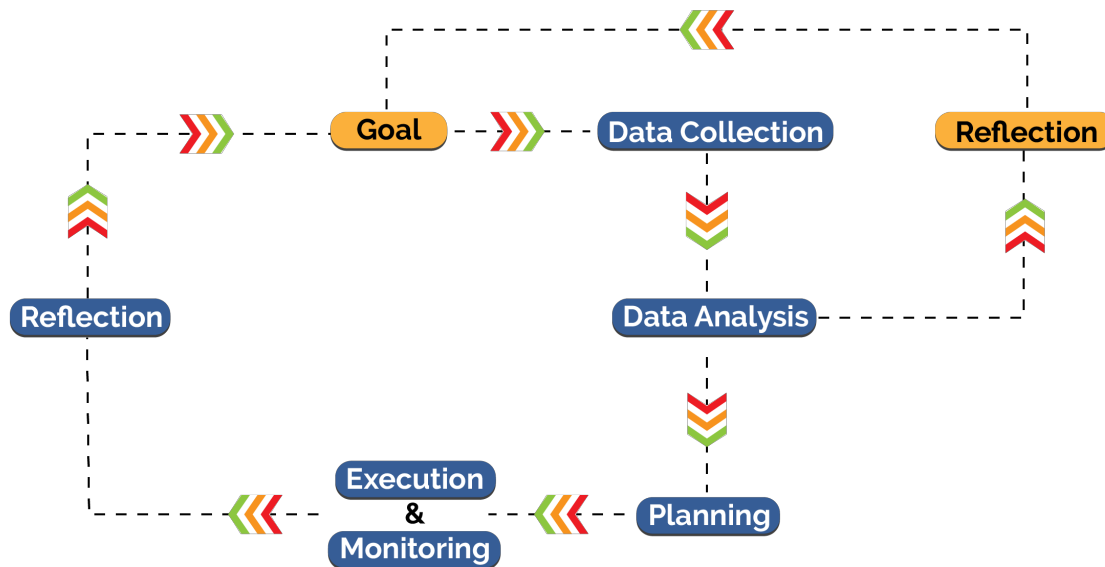 Goal
Data Collection
Reflection
Reflection
Data Analysis
Execution
&
Monitoring
Planning